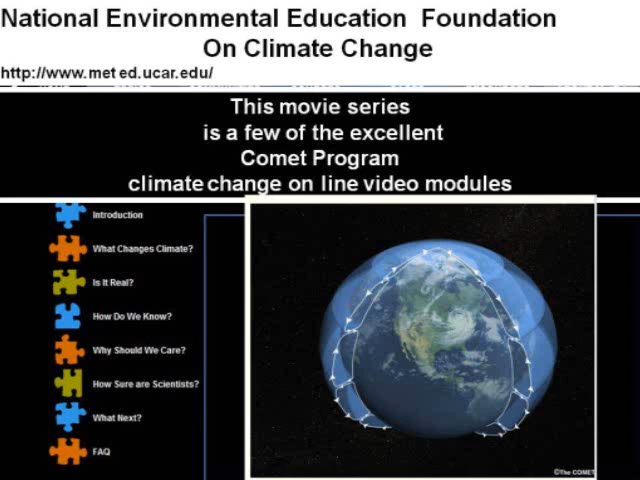 National Environmental Education Foundation
On Climate Change
http://www.meted.ucar.edu/
This movie series
is a few of the excellent
Comet Program
climate change on line video modules
Introduction
What Changes Climate?
Is It Real?
How Do We Know?
Why Should We Care?
How Sure are Scientists?
What Next?
FAQ
©The COMET